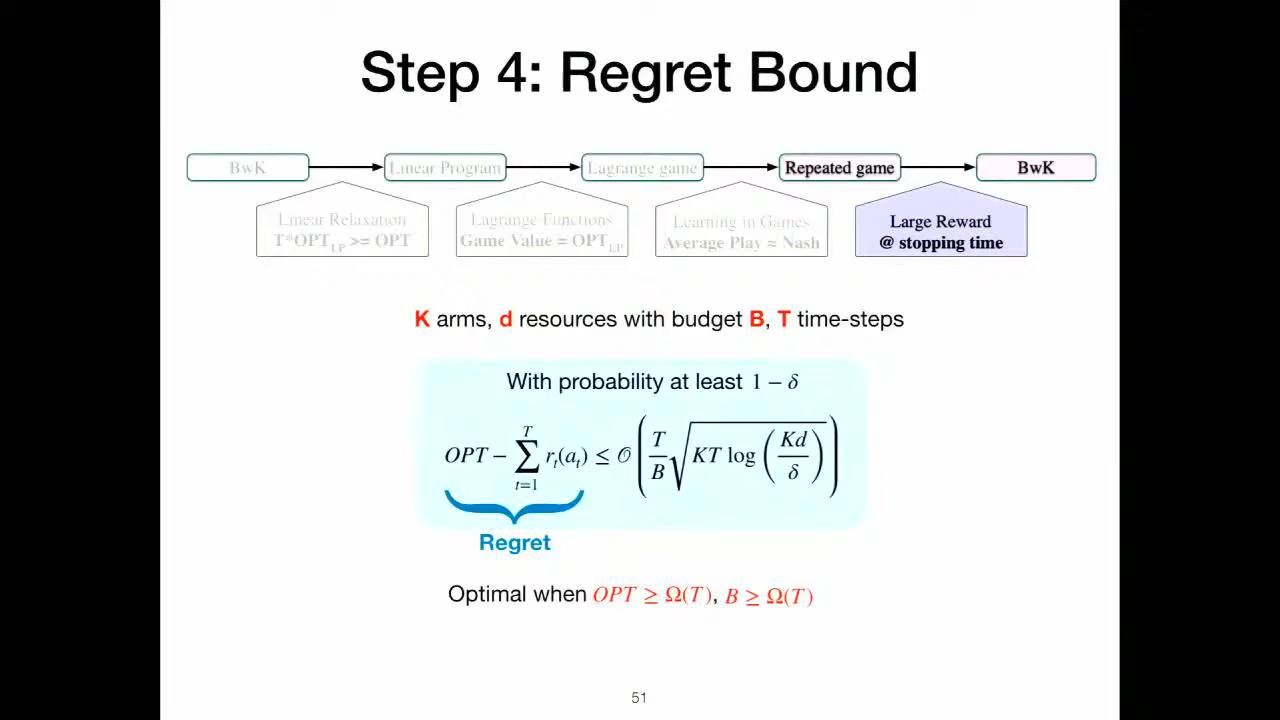 Step 4: Regret Bound
BwK
Linear Program
Lagrange game
Repeated game
BwK
Linear Relaxation
T*OPT_LP >= OPT
Lagrange Functions
Game Value = OPT_LP
Learning in Games
Average Play ≈ Nash
Large Reward
@ stopping time
K arms, d resources with budget B, T time-steps
With probability at least 1 − δ
OPT − ∑_{t=1}^{T} r_t(a_t) ≤ 𝒪( T/B √( KT log( Kd/δ ) ) )
Regret
Optimal when OPT ≥ Ω(T), B ≥ Ω(T)
51